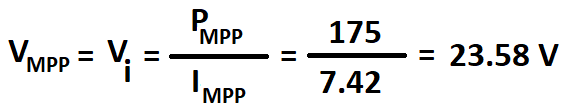 V_MPP = V_i = P_MPP / I_MPP = 175 / 7.42 = 23.58 V